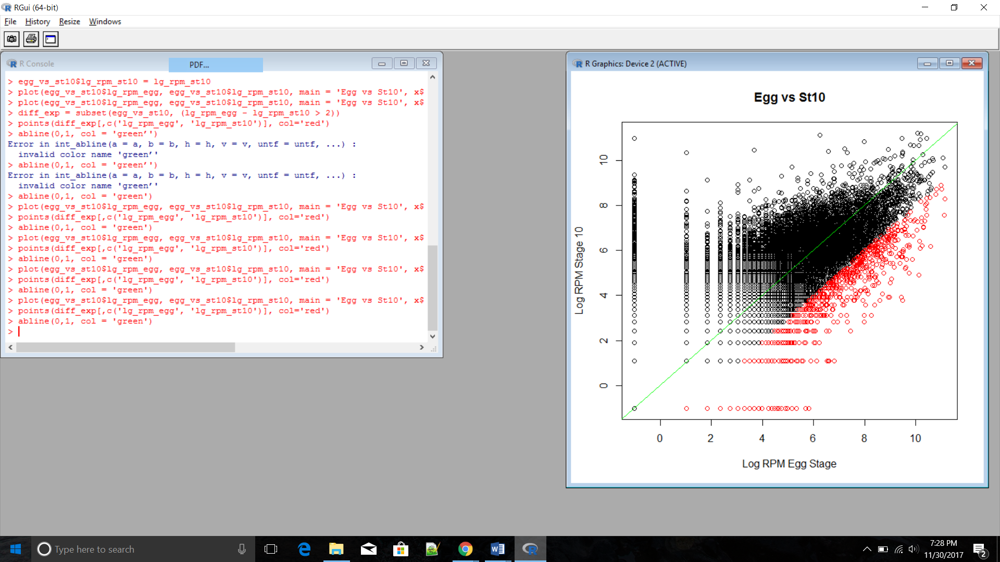 RGui (64-bit)
File History Resize Windows
R Console
PDF...
> egg_vs_st10$lg_rpm_st10 = lg_rpm_st10
> plot(egg_vs_st10$lg_rpm_egg, egg_vs_st10$lg_rpm_st10, main = 'Egg vs St10', x$
> plot(egg_vs_st10$lg_rpm_egg, egg_vs_st10$lg_rpm_st10, main = 'Egg vs St10', x$
> diff_exp = subset(egg_vs_st10, (lg_rpm_egg - lg_rpm_st10 > 2))
> points(diff_exp[,c('lg_rpm_egg', 'lg_rpm_st10')], col='red')
> abline(0,1, col = 'green’')
Error in int_abline(a = a, b = b, h = h, v = v, untf = untf, ...) :
invalid color name 'green’'
> abline(0,1, col = 'green’')
Error in int_abline(a = a, b = b, h = h, v = v, untf = untf, ...) :
invalid color name 'green’'
> abline(0,1, col = 'green')
> plot(egg_vs_st10$lg_rpm_egg, egg_vs_st10$lg_rpm_st10, main = 'Egg vs St10', x$
> points(diff_exp[,c('lg_rpm_egg', 'lg_rpm_st10')], col='red')
> abline(0,1, col = 'green')
> plot(egg_vs_st10$lg_rpm_egg, egg_vs_st10$lg_rpm_st10, main = 'Egg vs St10', x$
> points(diff_exp[,c('lg_rpm_egg', 'lg_rpm_st10')], col='red')
> abline(0,1, col = 'green')
> plot(egg_vs_st10$lg_rpm_egg, egg_vs_st10$lg_rpm_st10, main = 'Egg vs St10', x$
> points(diff_exp[,c('lg_rpm_egg', 'lg_rpm_st10')], col='red')
> abline(0,1, col = 'green')
> plot(egg_vs_st10$lg_rpm_egg, egg_vs_st10$lg_rpm_st10, main = 'Egg vs St10', x$
> points(diff_exp[,c('lg_rpm_egg', 'lg_rpm_st10')], col='red')
> abline(0,1, col = 'green')
>
R Graphics: Device 2 (ACTIVE)
Egg vs St10
Log RPM Stage 10
10
8
6
4
2
0
0 2 4 6 8 10
Log RPM Egg Stage
Type here to search
7:28 PM
11/30/2017
2